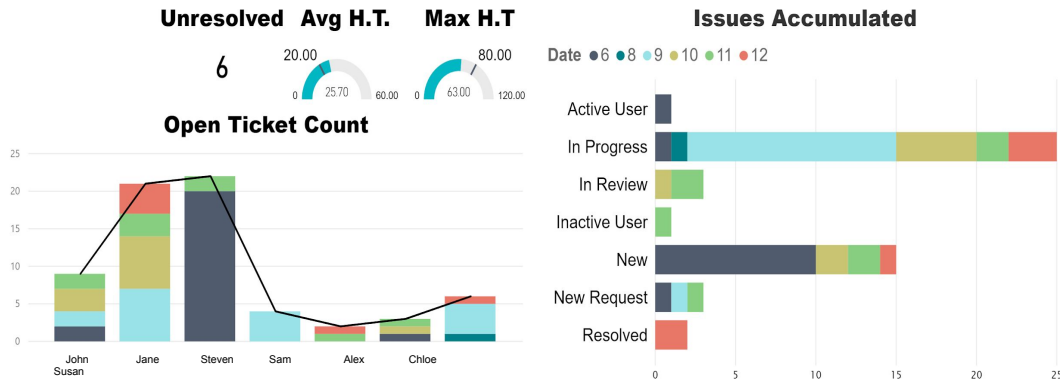 Unresolved Avg H.T. Max H.T
6
20.00
0 25.70 60.00
80.00
0 63.00 120.00
Open Ticket Count
25
20
15
10
5
0
John Jane Steven Sam Alex Chloe
Susan
Issues Accumulated
Date 6 8 9 10 11 12
Active User
In Progress
In Review
Inactive User
New
New Request
Resolved
0 5 10 15 20 25